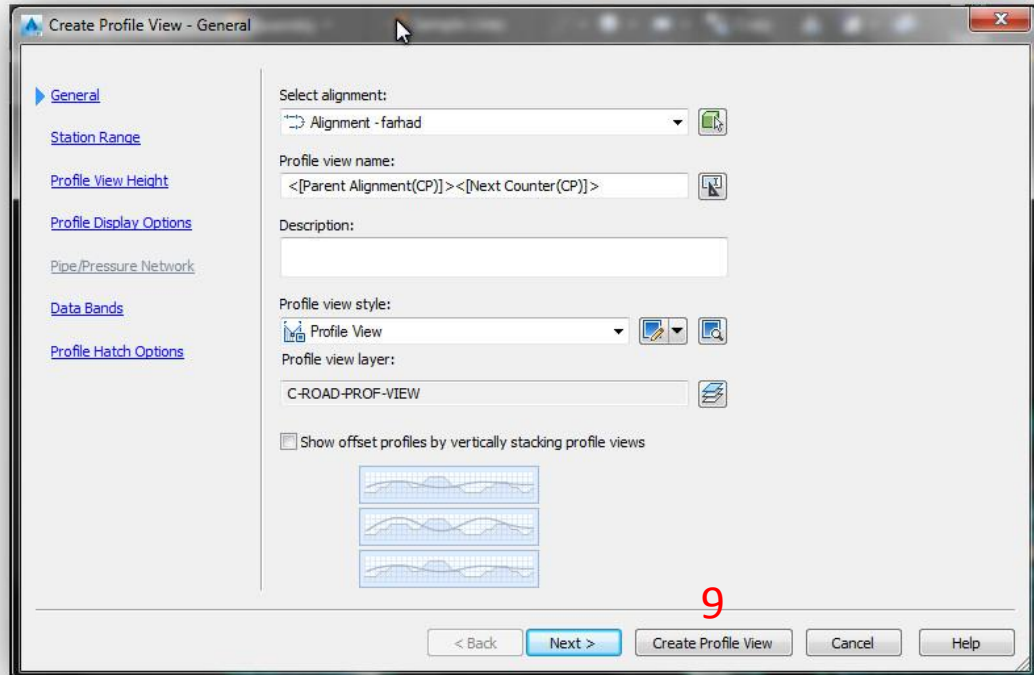 Create Profile View - General
General
Station Range
Profile View Height
Profile Display Options
Pipe/Pressure Network
Data Bands
Profile Hatch Options
Select alignment:
Alignment - farhad
Profile view name:
<[Parent Alignment(CP)]><[Next Counter(CP)]>
Description:
Profile view style:
Profile View
Profile view layer:
C-ROAD-PROF-VIEW
Show offset profiles by vertically stacking profile views
9
< Back
Next >
Create Profile View
Cancel
Help